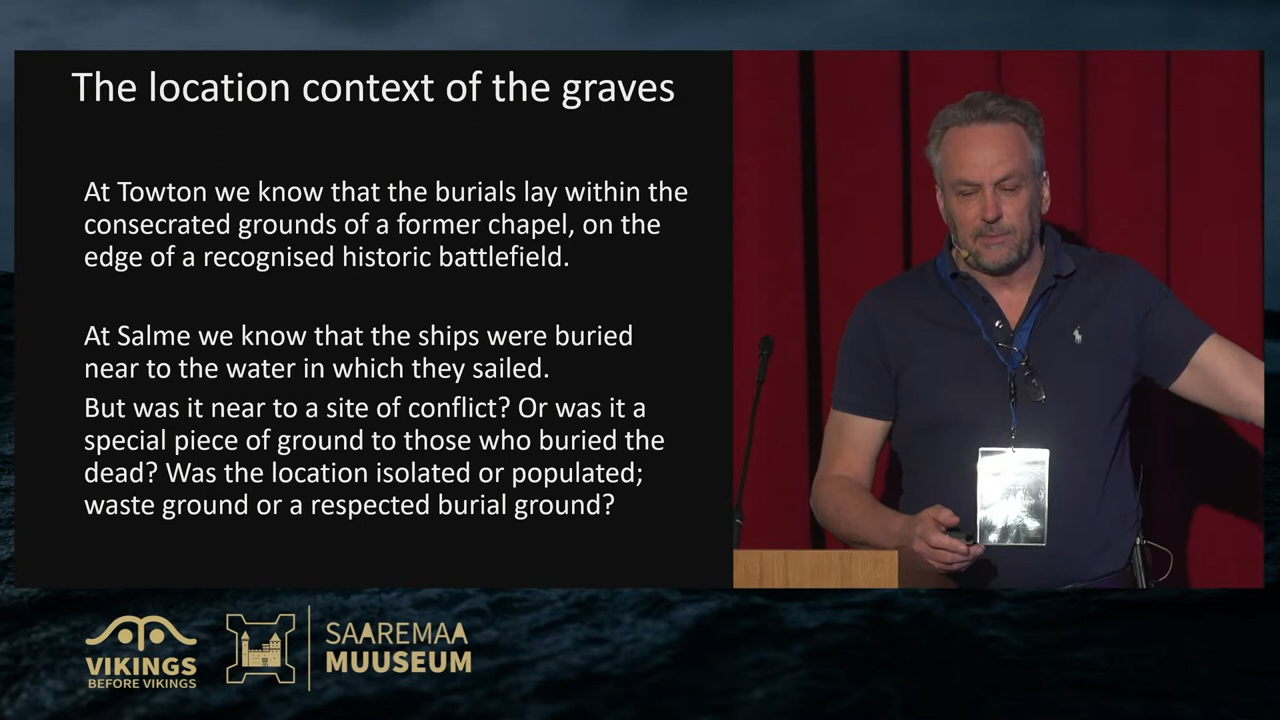 The location context of the graves
At Towton we know that the burials lay within the
consecrated grounds of a former chapel, on the
edge of a recognised historic battlefield.
At Salme we know that the ships were buried
near to the water in which they sailed.
But was it near to a site of conflict? Or was it a
special piece of ground to those who buried the
dead? Was the location isolated or populated;
waste ground or a respected burial ground?
VIKINGS
BEFORE VIKINGS
SAAREMAA
MUUSEUM